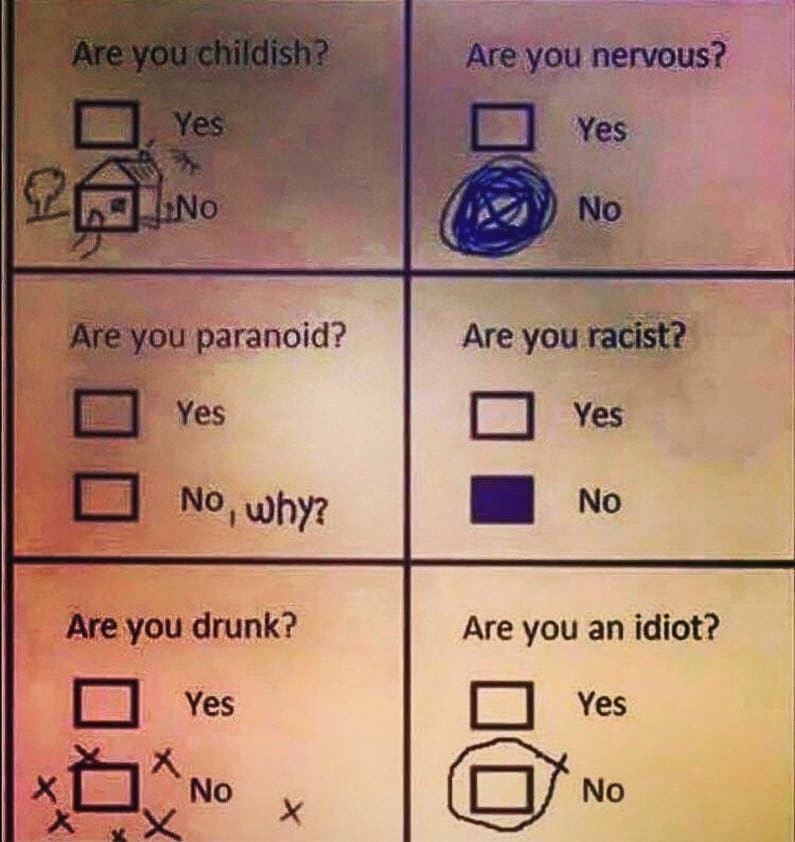 Are you childish?
Yes
No
Are you nervous?
Yes
No
Are you paranoid?
Yes
No, why?
Are you racist?
Yes
No
Are you drunk?
Yes
No
Are you an idiot?
Yes
No